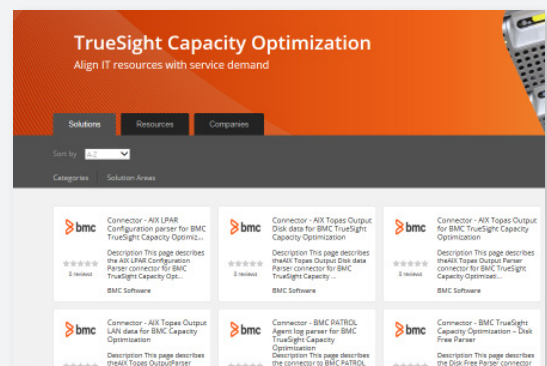 TrueSight Capacity Optimization
Align IT resources with service demand
Solutions
Resources
Companies
Sort by A-Z
Categories
Solution Areas
bmc
Connector - AIX LPAR
Configuration parser for BMC
TrueSight Capacity Optimiz...
Description This page describes
the AIX LPAR Configuration
Parser connector for BMC
TrueSight Capacity Opt...
0 reviews
BMC Software
bmc
Connector - AIX Topas Output
Disk data for BMC TrueSight
Capacity Optimization
Description This page describes
theAIX Topas Output Disk data
Parser connector for BMC
TrueSight Capacity ...
0 reviews
BMC Software
bmc
Connector - AIX Topas Output
for BMC TrueSight Capacity
Optimization
Description This page describes
theAIX Topas Output Parser
connector for BMC TrueSight
Capacity Optimizati...
0 reviews
BMC Software
bmc
Connector - AIX Topas Output
LAN data for BMC Capacity
Optimization
Description This page describes
theAIX Topas OutputParser
bmc
Connector - BMC PATROL
Agent log parser for BMC
TrueSight Capacity
Optimization
Description This page describes
the connector to BMC PATROL
bmc
Connector - BMC TrueSight
Capacity Optimization – Disk
Free Parser
Description This page describes
the Disk Free Parser connector